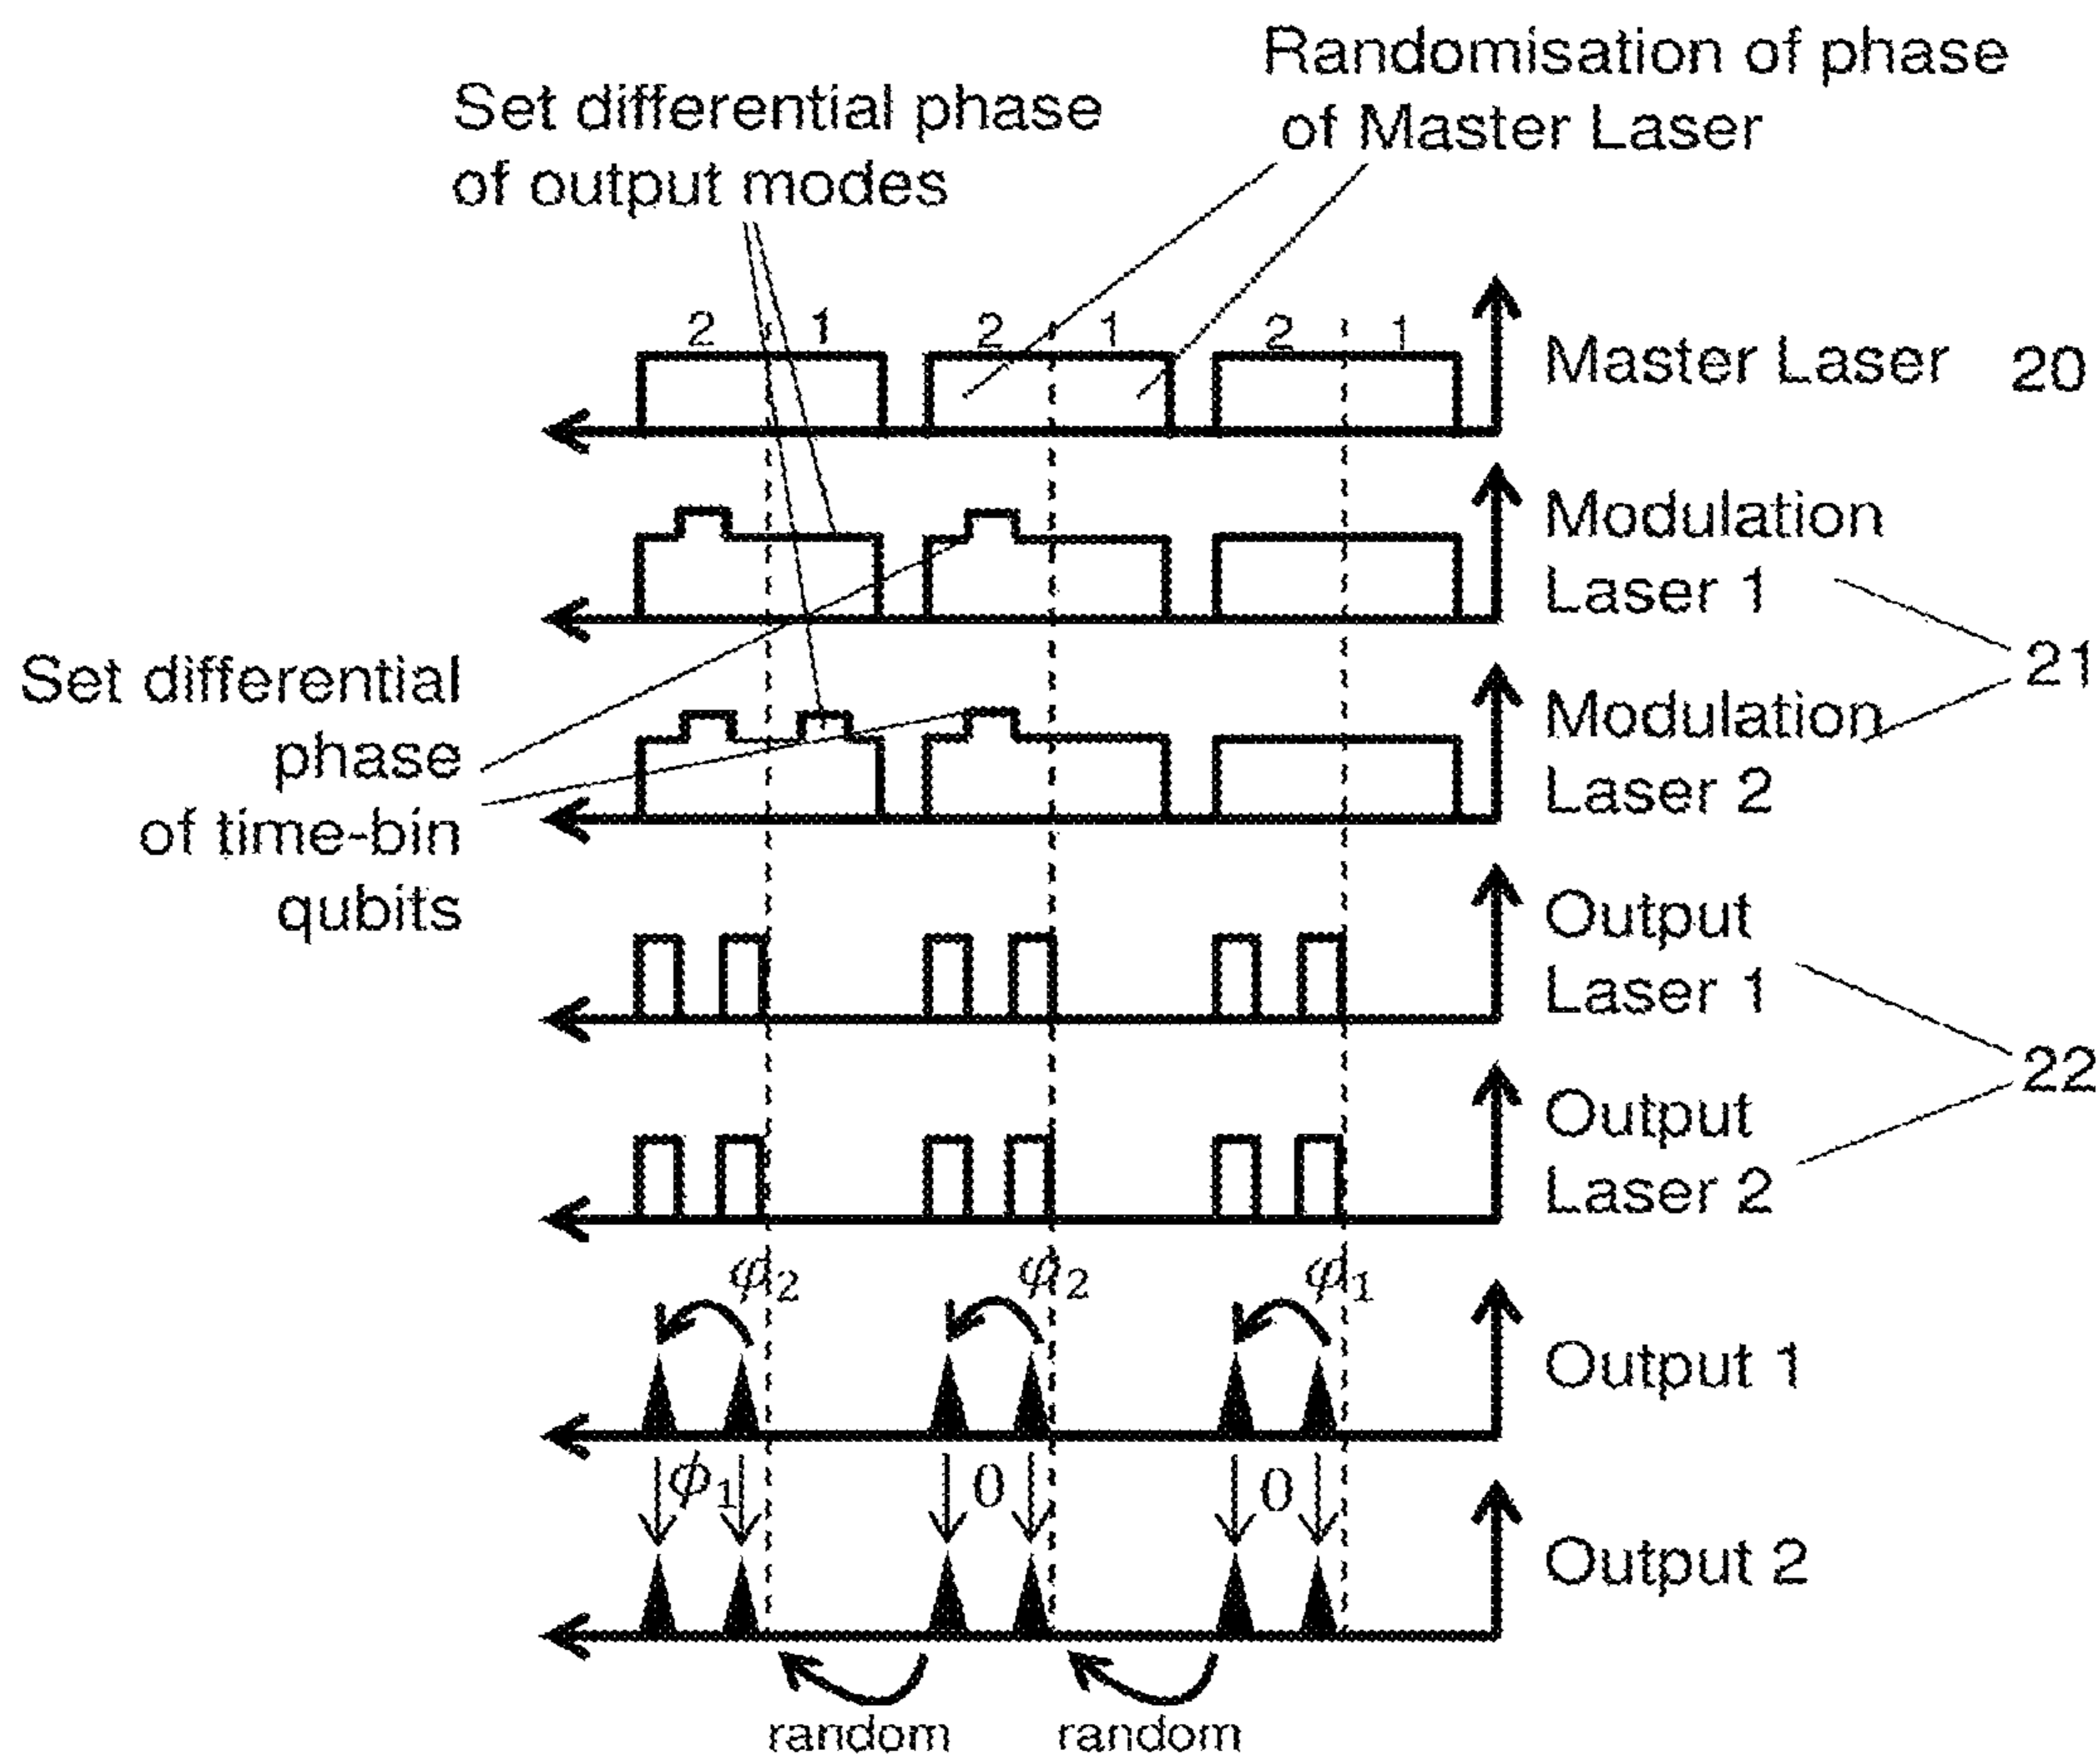 Randomisation of phase
of Master Laser
Set differential phase
of output modes
2 1 2 1 2 1
Master Laser 20
Modulation
Laser 1
21
Set differential
phase
of time-bin
qubits
Modulation
Laser 2
Output
Laser 1
22
Output
Laser 2
φ2 φ2 φ1
Output 1
ϕ1 0 0
Output 2
random random